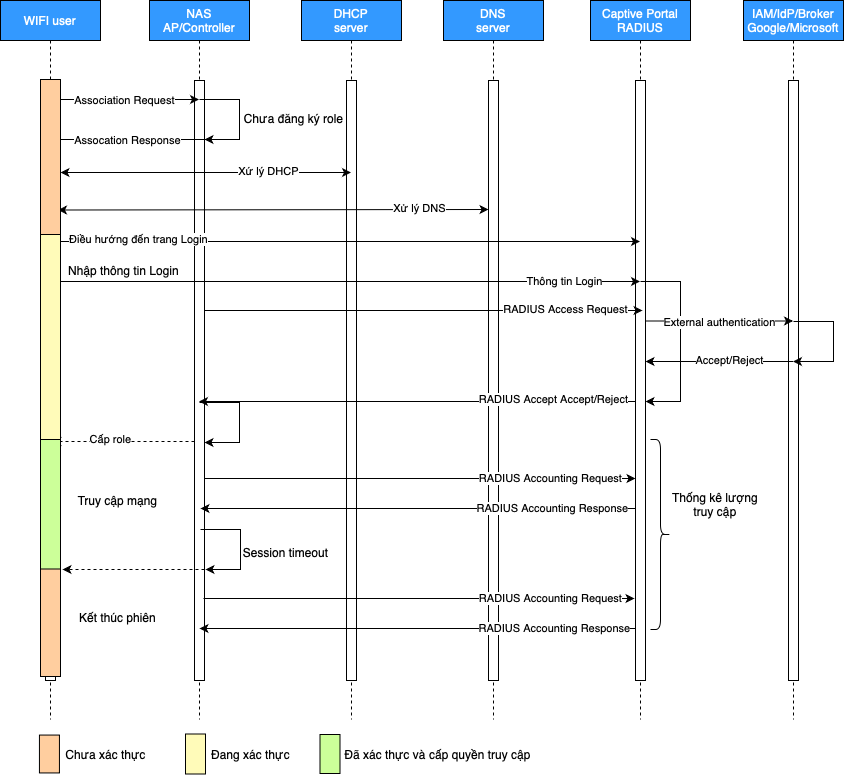 WIFI user
NAS
AP/Controller
DHCP
server
DNS
server
Captive Portal
RADIUS
IAM/IdP/Broker
Google/Microsoft
Association Request
Chưa đăng ký role
Assocation Response
Xử lý DHCP
Xử lý DNS
Điều hướng đến trang Login
Nhập thông tin Login
Thông tin Login
RADIUS Access Request
External authentication
Accept/Reject
RADIUS Accept Accept/Reject
Cấp role
RADIUS Accounting Request
Truy cập mạng
Thống kê lượng
truy cập
RADIUS Accounting Response
Session timeout
RADIUS Accounting Request
Kết thúc phiên
RADIUS Accounting Response
Chưa xác thực
Đang xác thực
Đã xác thực và cấp quyền truy cập